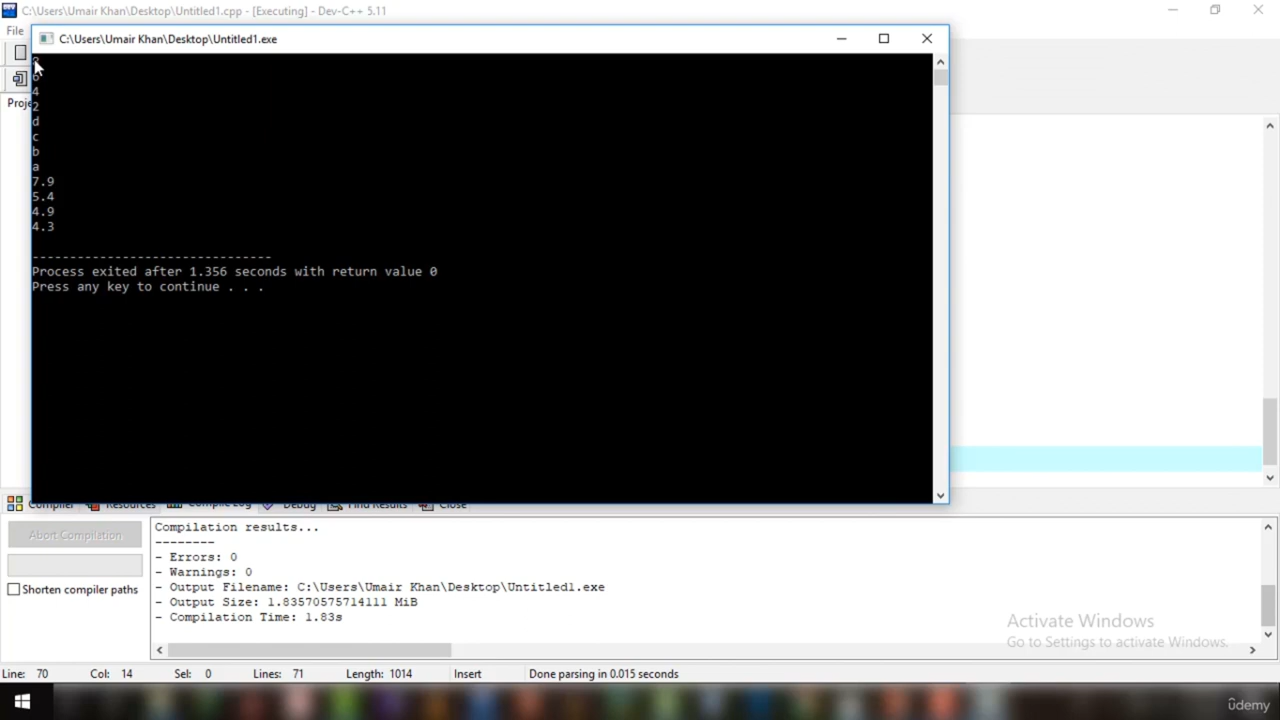 C:\Users\Umair Khan\Desktop\Untitled1.cpp - [Executing] - Dev-C++ 5.11
File
C:\Users\Umair Khan\Desktop\Untitled1.exe
Proje
6
4
2
d
c
b
a
7.9
5.4
4.9
4.3
--------------------------------
Process exited after 1.356 seconds with return value 0
Press any key to continue . . .
Compiler Resources Compile Log Debug Find Results Close
Abort Compilation
Shorten compiler paths
Compilation results...
--------
- Errors: 0
- Warnings: 0
- Output Filename: C:\Users\Umair Khan\Desktop\Untitled1.exe
- Output Size: 1.83570575714111 MiB
- Compilation Time: 1.83s
Activate Windows
Go to Settings to activate Windows.
Line: 70 Col: 14 Sel: 0 Lines: 71 Length: 1014 Insert Done parsing in 0.015 seconds
ûdemy